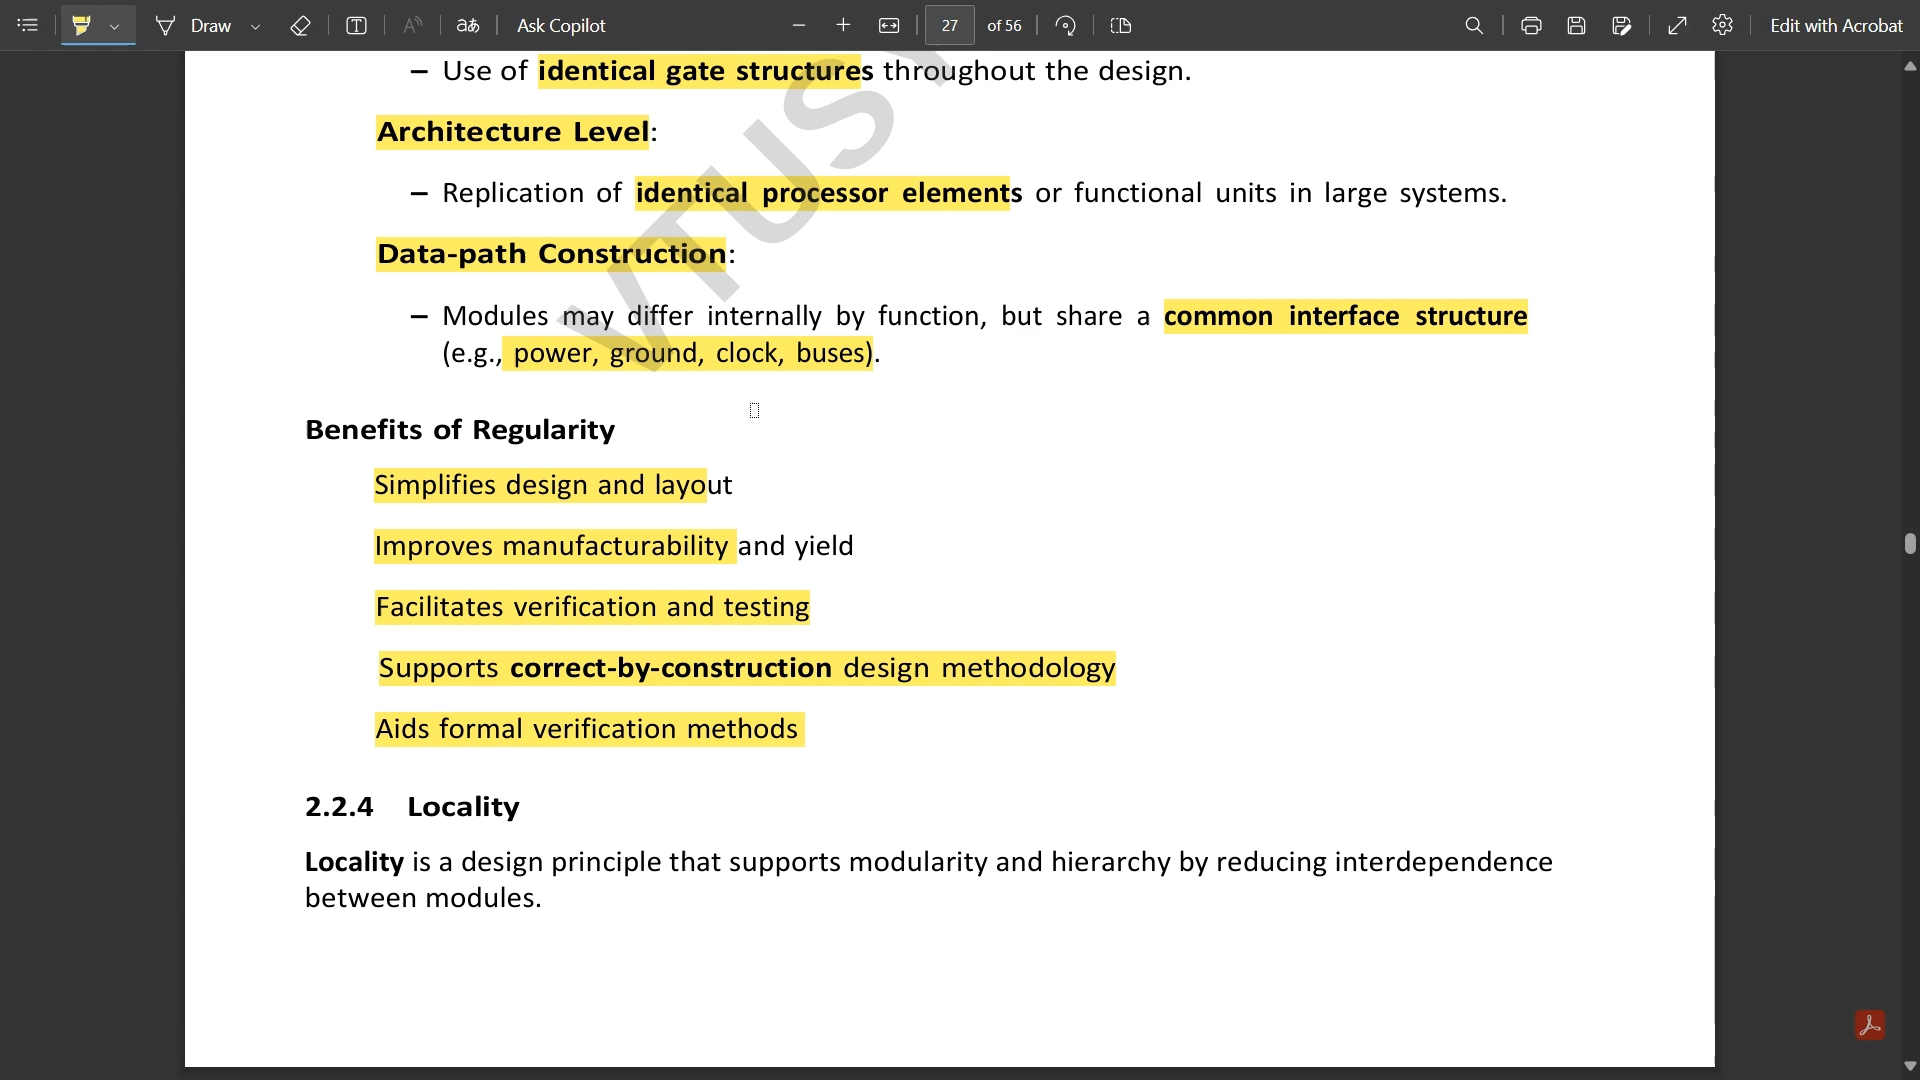 Draw
T
A
aあ
Ask Copilot
27
of 56
Edit with Acrobat
– Use of identical gate structures throughout the design.
Architecture Level:
– Replication of identical processor elements or functional units in large systems.
Data-path Construction:
– Modules may differ internally by function, but share a common interface structure
(e.g., power, ground, clock, buses).
Benefits of Regularity
Simplifies design and layout
Improves manufacturability and yield
Facilitates verification and testing
Supports correct-by-construction design methodology
Aids formal verification methods
2.2.4 Locality
Locality is a design principle that supports modularity and hierarchy by reducing interdependence
between modules.
VTUS